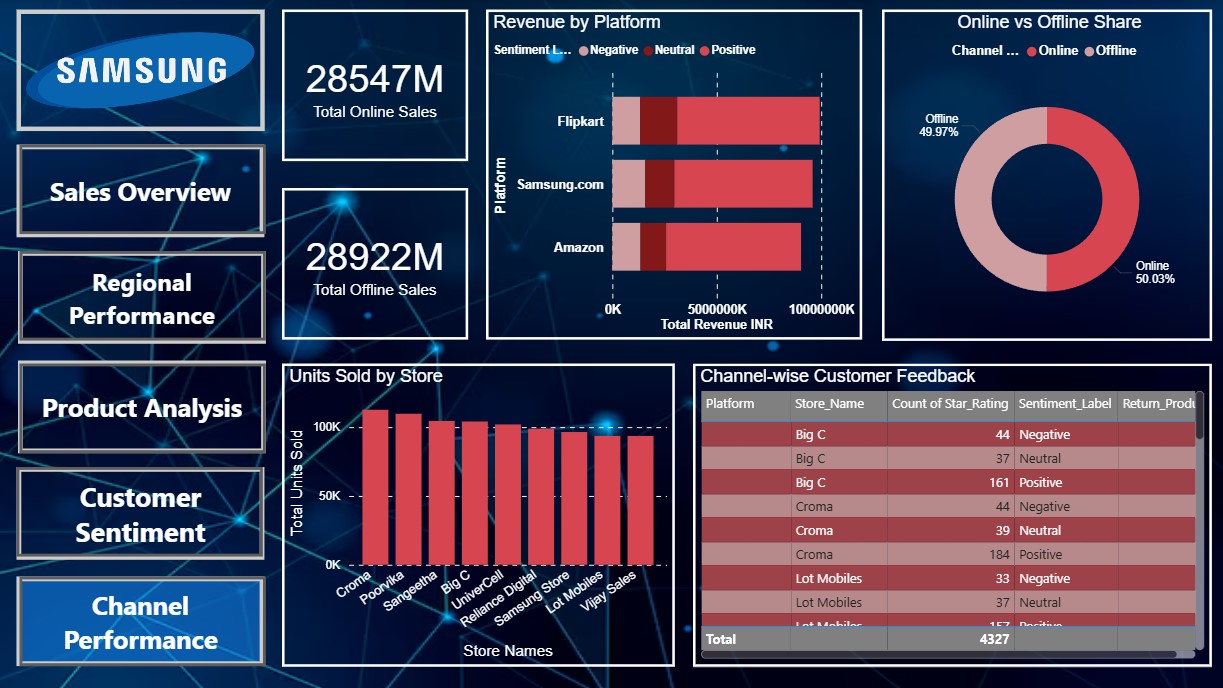 SAMSUNG
Sales Overview
Regional
Performance
Product Analysis
Customer
Sentiment
Channel
Performance
28547M
Total Online Sales
28922M
Total Offline Sales
Revenue by Platform
Sentiment L... Negative Neutral Positive
Platform
Flipkart
Samsung.com
Amazon
0K 5000000K 10000000K
Total Revenue INR
Online vs Offline Share
Channel ... Online Offline
Offline
49.97%
Online
50.03%
Units Sold by Store
Total Units Sold
100K
50K
0K
Croma Poorvika Sangeetha Big C UniverCell Reliance Digital Samsung Store Lot Mobiles Vijay Sales
Store Names
Channel-wise Customer Feedback
Platform Store_Name Count of Star_Rating Sentiment_Label Return_Produ
Big C 44 Negative
Big C 37 Neutral
Big C 161 Positive
Croma 44 Negative
Croma 39 Neutral
Croma 184 Positive
Lot Mobiles 33 Negative
Lot Mobiles 37 Neutral
Lot Mobiles 157 Positive
Total 4327